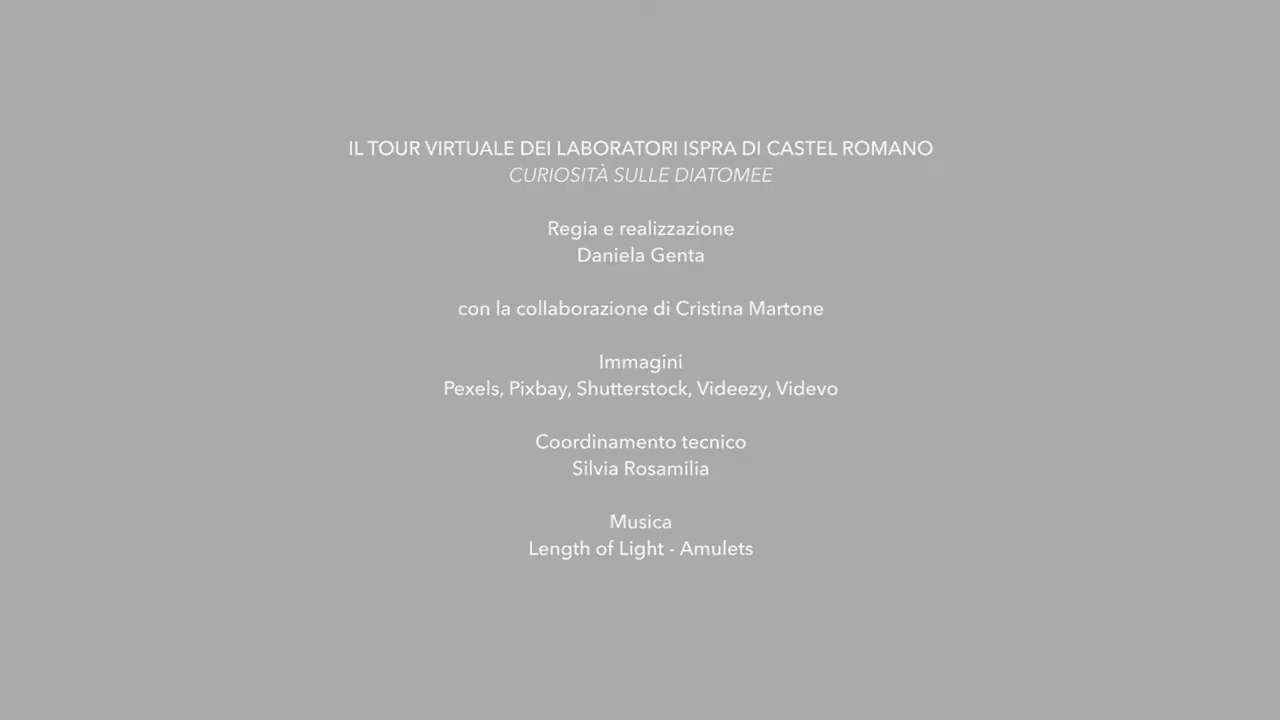 IL TOUR VIRTUALE DEI LABORATORI ISPRA DI CASTEL ROMANO
CURIOSITÀ SULLE DIATOMEE
Regia e realizzazione
Daniela Genta
con la collaborazione di Cristina Martone
Immagini
Pexels, Pixbay, Shutterstock, Videezy, Videvo
Coordinamento tecnico
Silvia Rosamilia
Musica
Length of Light - Amulets